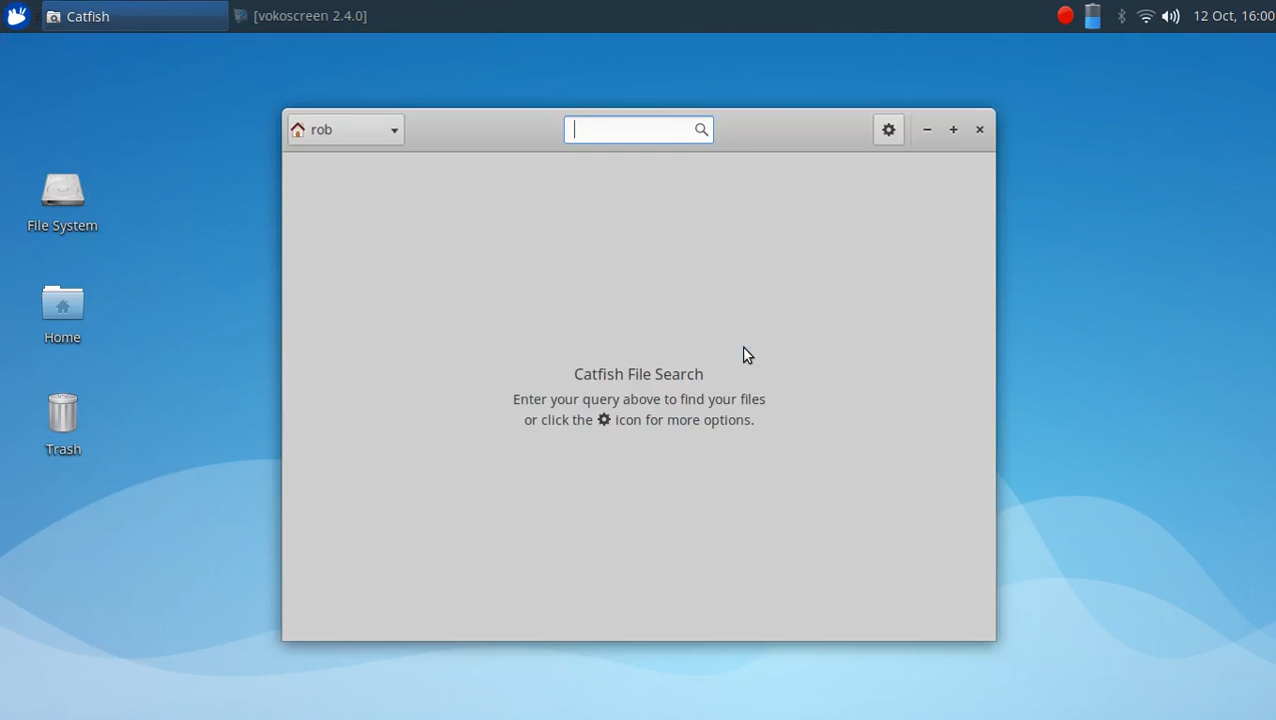 Catfish
[vokoscreen 2.4.0]
12 Oct, 16:00
rob
File System
Home
Catfish File Search
Enter your query above to find your files
or click the icon for more options.
Trash